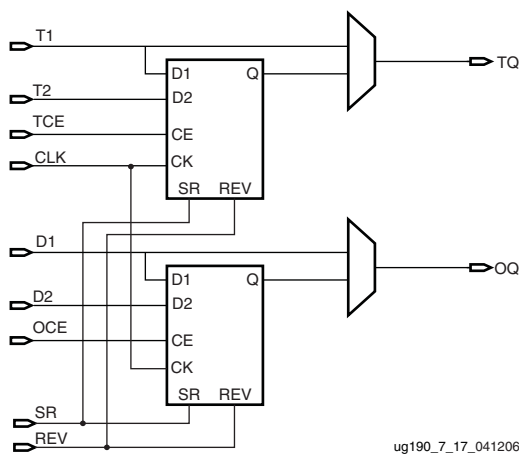 T1
TQ
D1 Q
T2
D2
TCE
CE
CLK
CK
SR REV
D1
OQ
D1 Q
D2
D2
OCE
CE
CK
SR REV
SR
REV
ug190_7_17_041206